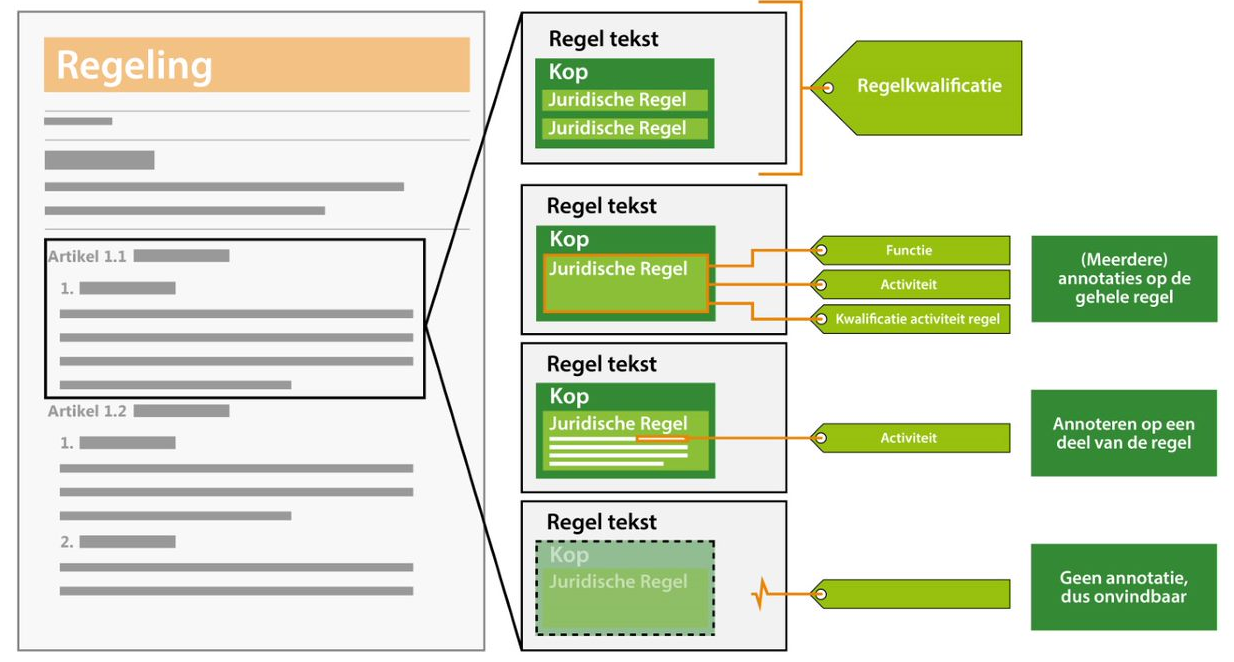 Regeling
Artikel 1.1
1.
Artikel 1.2
1.
2.
Regel tekst
Kop
Juridische Regel
Juridische Regel
Regelkwalificatie
Regel tekst
Kop
Juridische Regel
Functie
Activiteit
Kwalificatie activiteit regel
(Meerdere)
annotaties op de
gehele regel
Regel tekst
Kop
Juridische Regel
Activiteit
Annoteren op een
deel van de regel
Regel tekst
Kop
Juridische Regel
Geen annotatie,
dus onvindbaar